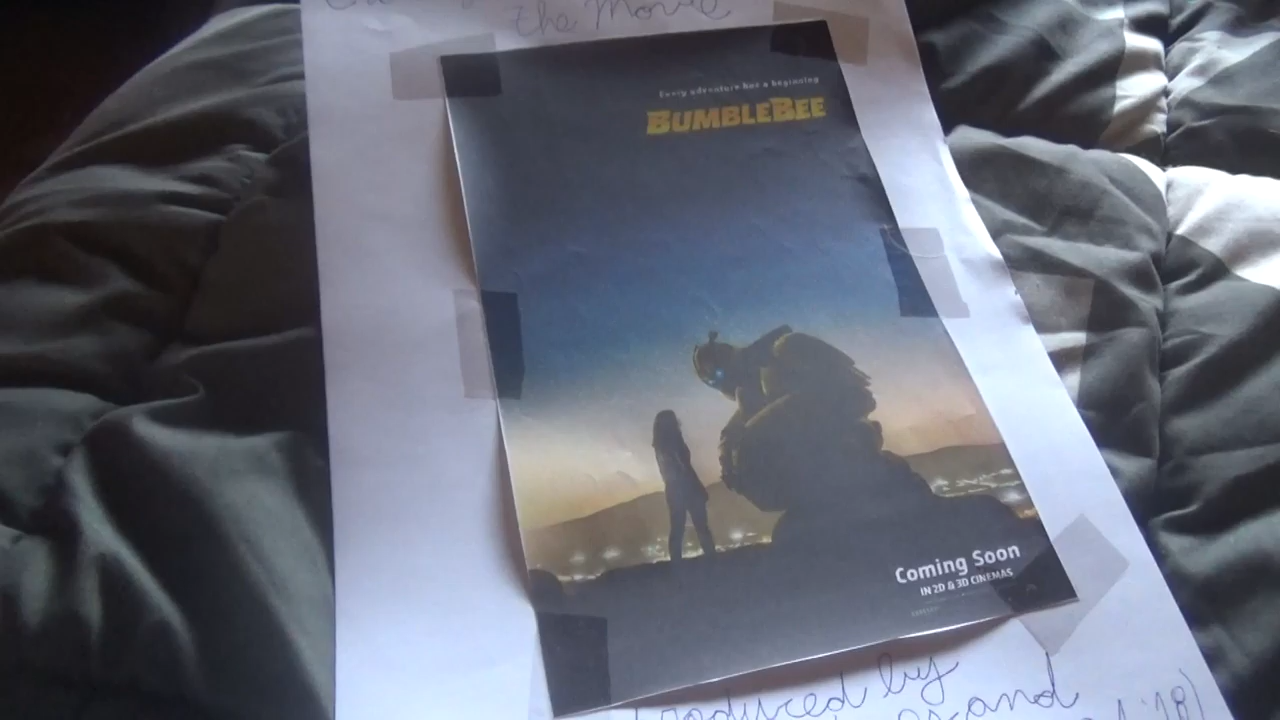 the Movie
Every adventure has a beginning
BUMBLEBEE
Coming Soon
IN 2D & 3D CINEMAS
produced by
and